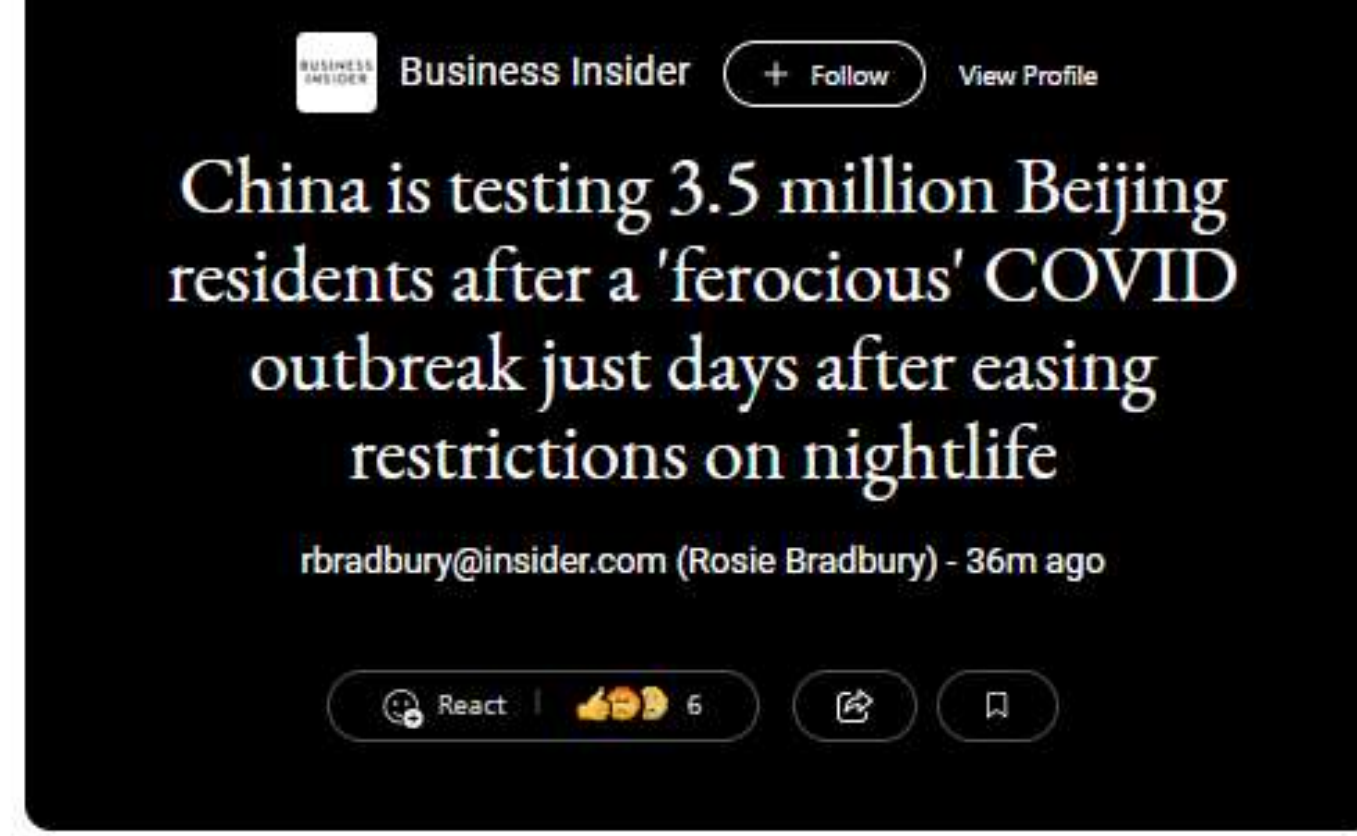 BUSINESS
INSIDER
Business Insider + Follow View Profile
China is testing 3.5 million Beijing
residents after a 'ferocious' COVID
outbreak just days after easing
restrictions on nightlife
rbradbury@insider.com (Rosie Bradbury) - 36m ago
React | 6